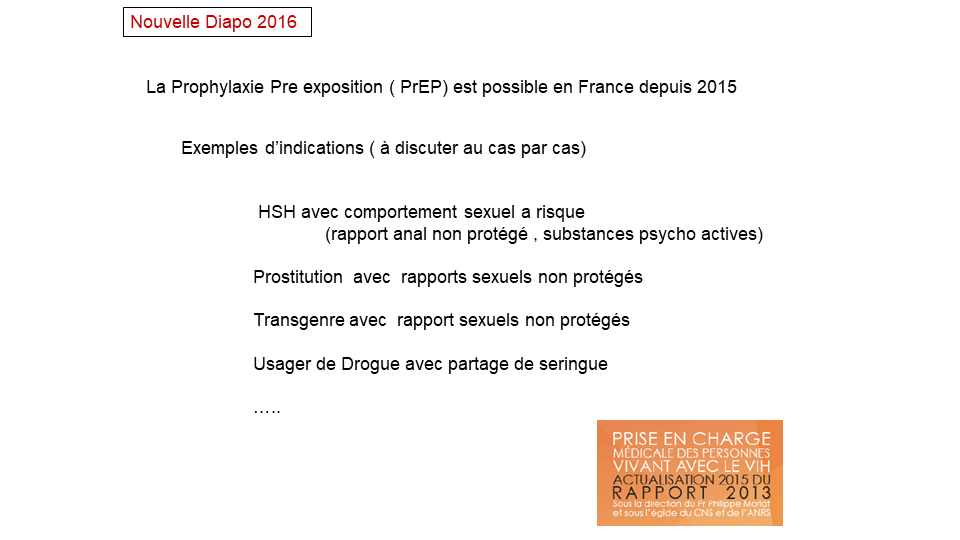 Nouvelle Diapo 2016
La Prophylaxie Pre exposition ( PrEP) est possible en France depuis 2015
Exemples d’indications ( à discuter au cas par cas)
HSH avec comportement sexuel a risque
(rapport anal non protégé , substances psycho actives)
Prostitution avec rapports sexuels non protégés
Transgenre avec rapport sexuels non protégés
Usager de Drogue avec partage de seringue
…..
PRISE EN CHARGE
MÉDICALE DES PERSONNES
VIVANT AVEC LE VIH
ACTUALISATION 2015 DU
RAPPORT 2013
Sous la direction du Pr Philippe Morlat
et sous l’égide du CNS et de l’ANRS